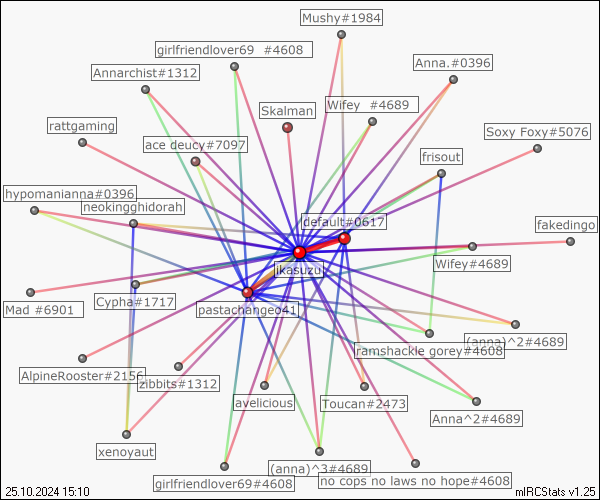 Mushy#1984
girlfriendlover69 #4608
Anna.#0396
Annarchist#1312
Skalman
Wifey #4689
rattgaming
Soxy Foxy#5076
ace deucy#7097
frisout
hypomanianna#0396
neokingghidorah
default#0617
fakedingo
Wifey#4689
ikasuzu
Mad #6901
Cypha#1717
pastachangeo41
(anna)^2#4689
ramshackle gorey#4608
AlpineRooster#2156
zibbits#1312
avelicious
Toucan#2473
Anna^2#4689
xenoyaut
(anna)^3#4689
girlfriendlover69#4608
no cops no laws no hope#4608
25.10.2024 15:10
mIRCStats v1.25